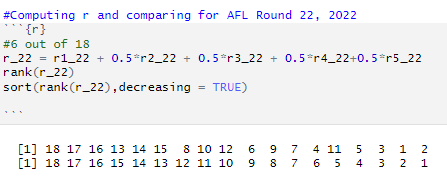 #Computing r and comparing for AFL Round 22, 2022
```{r}
#6 out of 18
r_22 = r1_22 + 0.5*r2_22 + 0.5*r3_22 + 0.5*r4_22+0.5*r5_22
rank(r_22)
sort(rank(r_22),decreasing = TRUE)
```
[1] 18 17 16 13 14 15 8 10 12 6 9 7 4 11 5 3 1 2
[1] 18 17 16 15 14 13 12 11 10 9 8 7 6 5 4 3 2 1